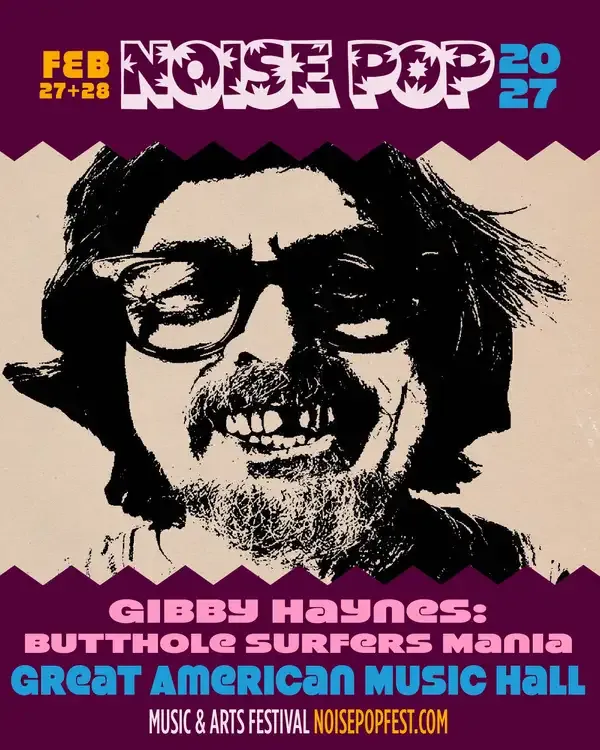 FEB
27+28
NOISE POP
20
27
GIBBY Haynes:
BUTTHOLE SURFERS Mania
Great American Music Hall
MUSIC & ARTS FESTIVAL NOISEPOPFEST.COM